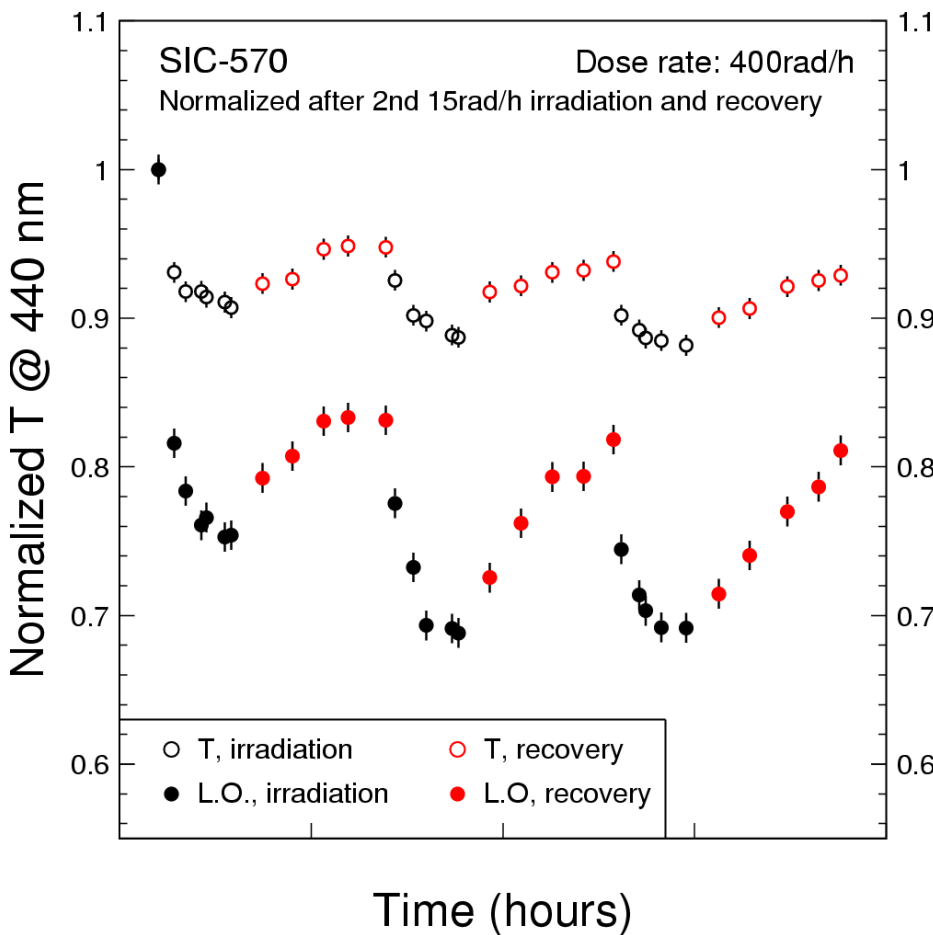 1.1
1.1
SIC-570
Dose rate: 400rad/h
Normalized after 2nd 15rad/h irradiation and recovery
1
1
0.9
0.9
0.8
0.8
0.7
0.7
0.6
0.6
Normalized T @ 440 nm
T, irradiation
T, recovery
L.O., irradiation
L.O, recovery
Time (hours)